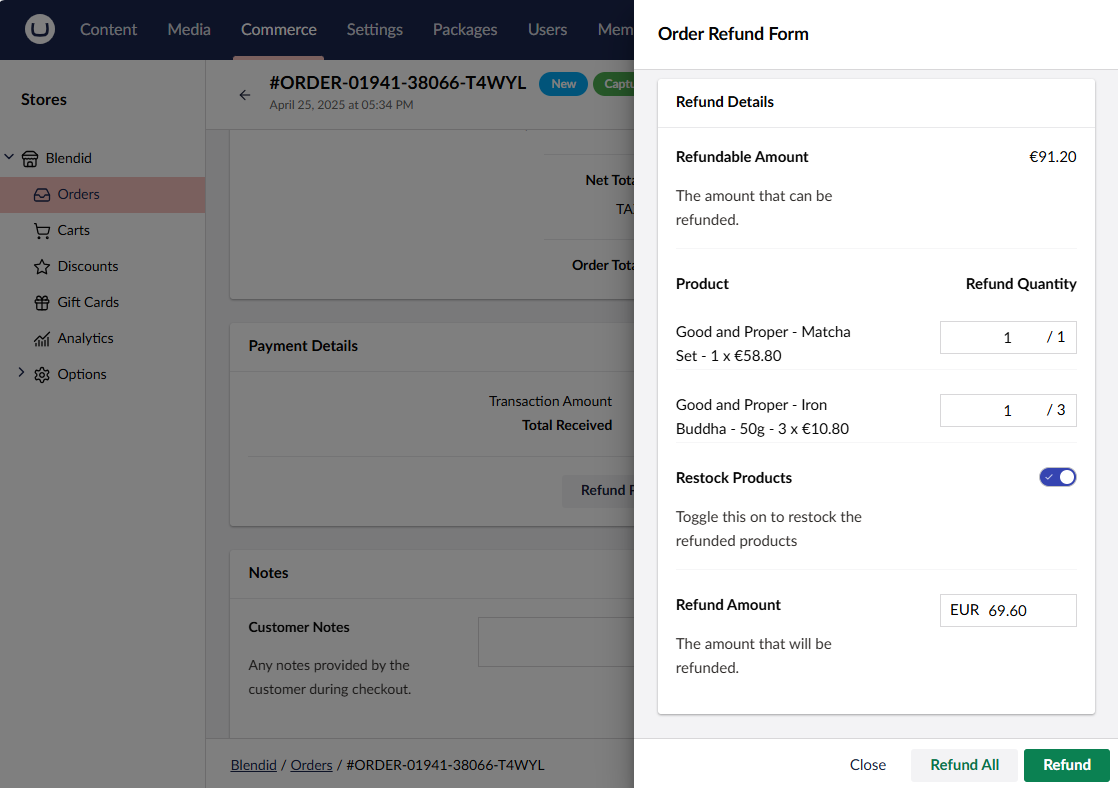 Content Media Commerce Settings Packages Users Mem
Order Refund Form
Stores
Blendid
Orders
Carts
Discounts
Gift Cards
Analytics
Options
#ORDER-01941-38066-T4WYL New Captu
April 25, 2025 at 05:34 PM
Net Tota
TA
Order Tota
Payment Details
Transaction Amount
Total Received
Refund P
Notes
Customer Notes
Any notes provided by the
customer during checkout.
Blendid / Orders / #ORDER-01941-38066-T4WYL
Refund Details
Refundable Amount €91.20
The amount that can be
refunded.
Product Refund Quantity
Good and Proper - Matcha
Set - 1 x €58.80
1 / 1
Good and Proper - Iron
Buddha - 50g - 3 x €10.80
1 / 3
Restock Products
Toggle this on to restock the
refunded products
Refund Amount
EUR 69.60
The amount that will be
refunded.
Close Refund All Refund